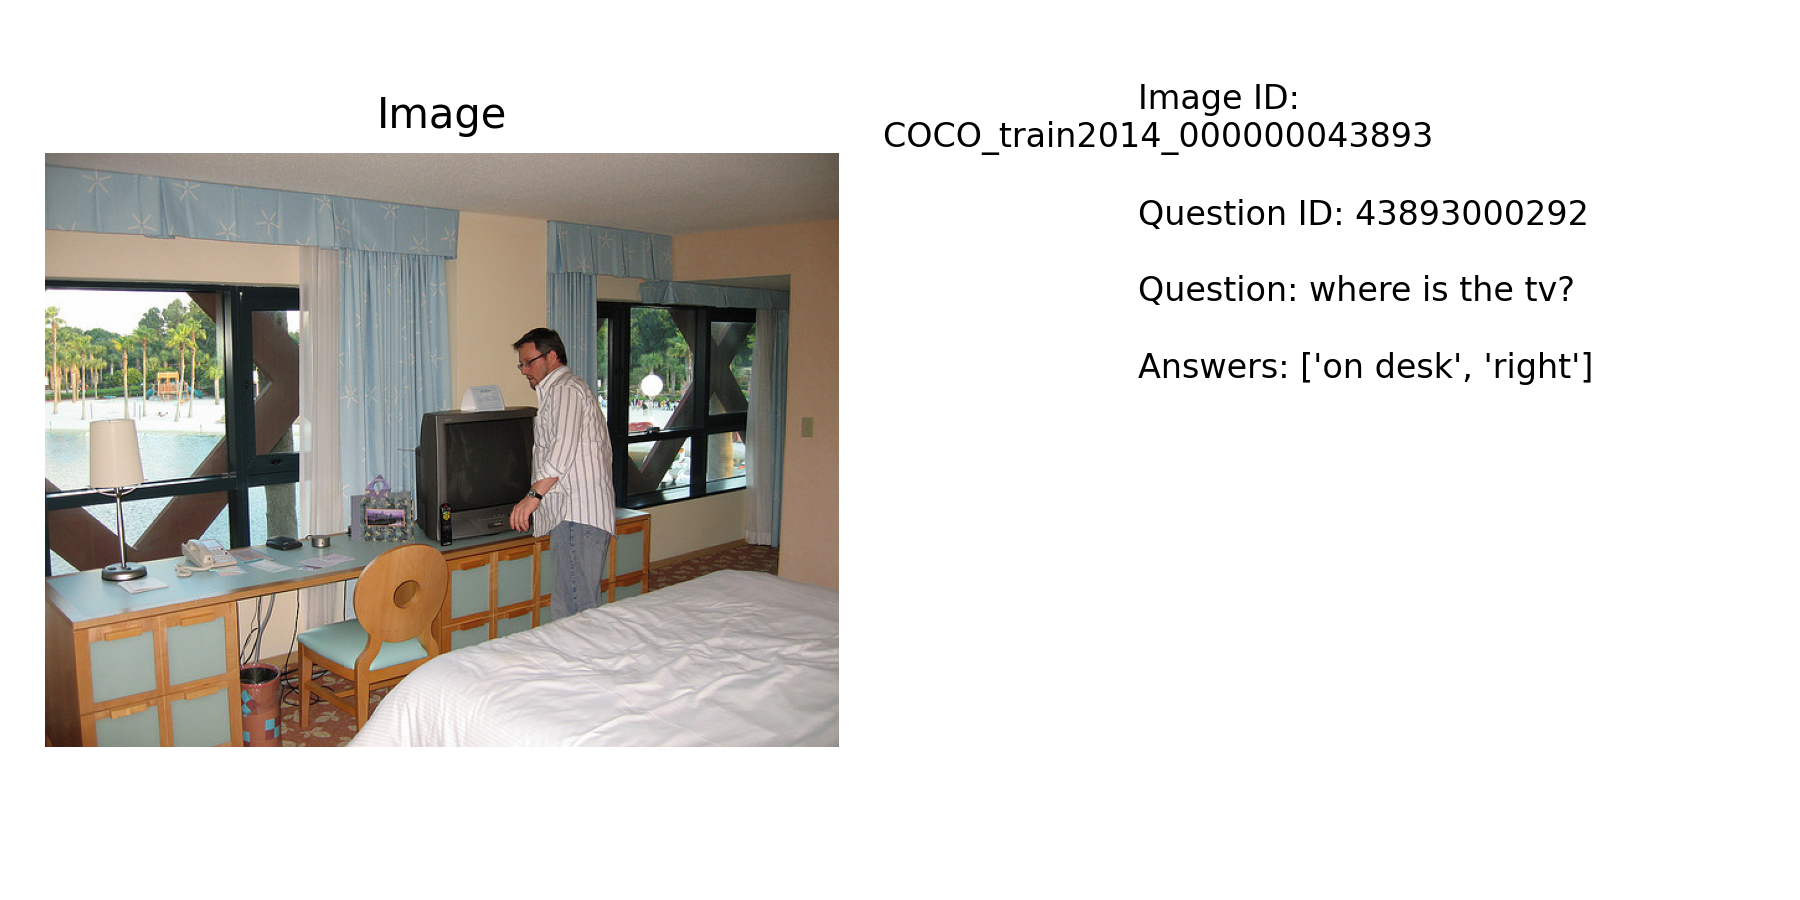 Image
Image ID:
COCO_train2014_000000043893
Question ID: 43893000292
Question: where is the tv?
Answers: ['on desk', 'right']